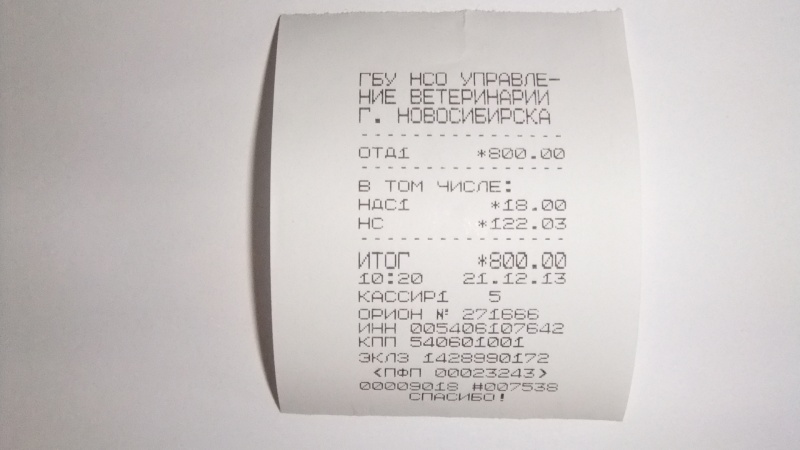 ГБУ НСО УПРАВЛЕ-
НИЕ ВЕТЕРИНАРИИ
Г. НОВОСИБИРСКА
- - - - - - - - - - - - - - - -
ОТД1 *800.00
- - - - - - - - - - - - - - - -
В ТОМ ЧИСЛЕ:
НДС1 *18.00
НС *122.03
- - - - - - - - - - - - - - - -
ИТОГ *800.00
10:20 21.12.13
КАССИР1 5
ОРИОН № 271666
ИНН 005406107642
КПП 540601001
ЭКЛЗ 1428990172
<ПФП 00023243>
00009018 #007538
СПАСИБО!